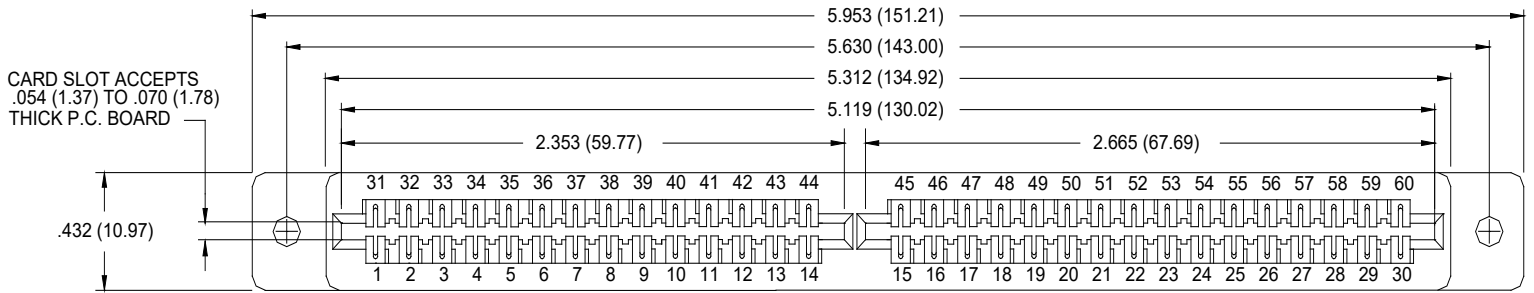 5.953 (151.21)
5.630 (143.00)
CARD SLOT ACCEPTS
.054 (1.37) TO .070 (1.78)
THICK P.C. BOARD
5.312 (134.92)
5.119 (130.02)
2.353 (59.77)
2.665 (67.69)
31 32 33 34 35 36 37 38 39 40 41 42 43 44 45 46 47 48 49 50 51 52 53 54 55 56 57 58 59 60
.432 (10.97)
1 2 3 4 5 6 7 8 9 10 11 12 13 14 15 16 17 18 19 20 21 22 23 24 25 26 27 28 29 30